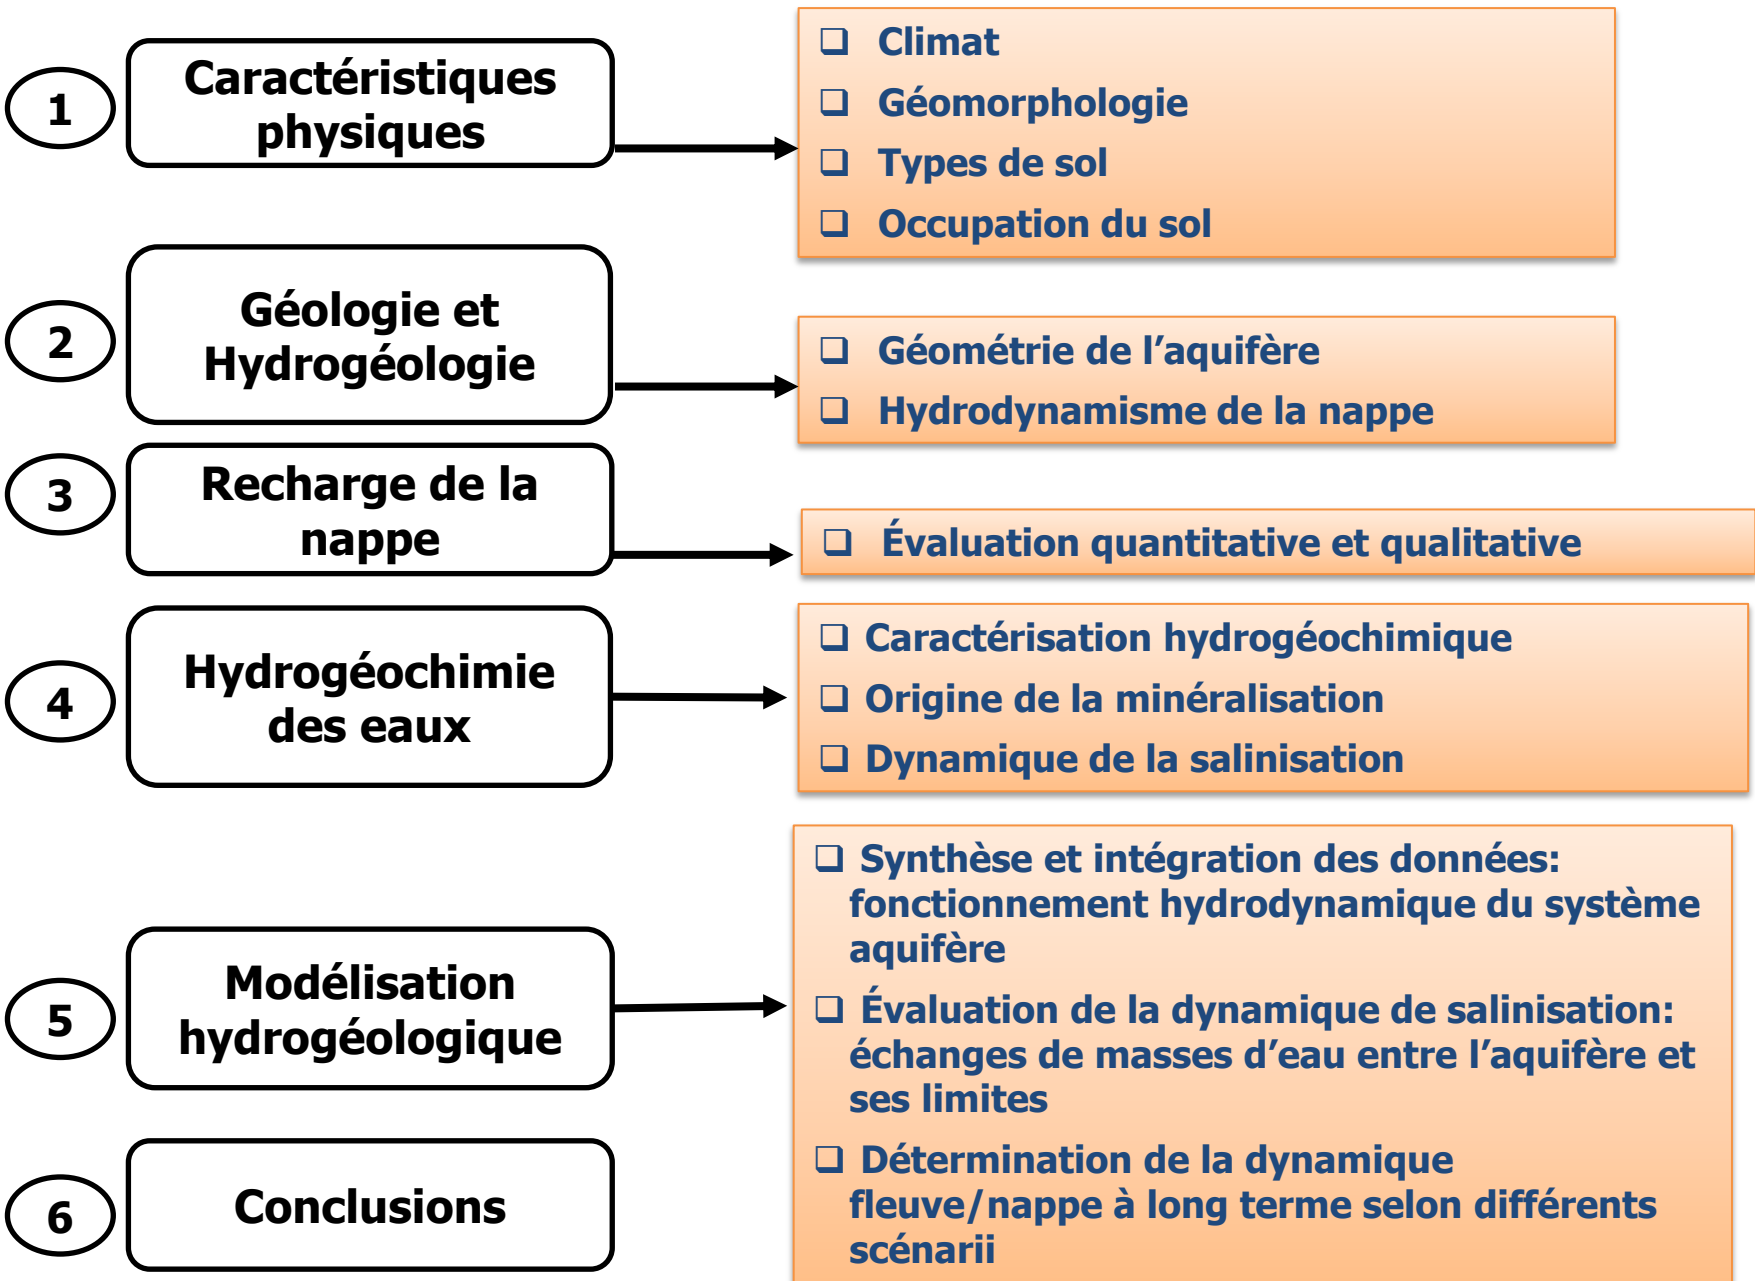 1
Caractéristiques
physiques
❑ Climat
❑ Géomorphologie
❑ Types de sol
❑ Occupation du sol
2
Géologie et
Hydrogéologie
❑ Géométrie de l’aquifère
❑ Hydrodynamisme de la nappe
3
Recharge de la
nappe
❑ Évaluation quantitative et qualitative
4
Hydrogéochimie
des eaux
❑ Caractérisation hydrogéochimique
❑ Origine de la minéralisation
❑ Dynamique de la salinisation
5
Modélisation
hydrogéologique
❑ Synthèse et intégration des données:
fonctionnement hydrodynamique du système
aquifère
❑ Évaluation de la dynamique de salinisation:
échanges de masses d’eau entre l’aquifère et
ses limites
❑ Détermination de la dynamique
fleuve/nappe à long terme selon différents
scénarii
6
Conclusions